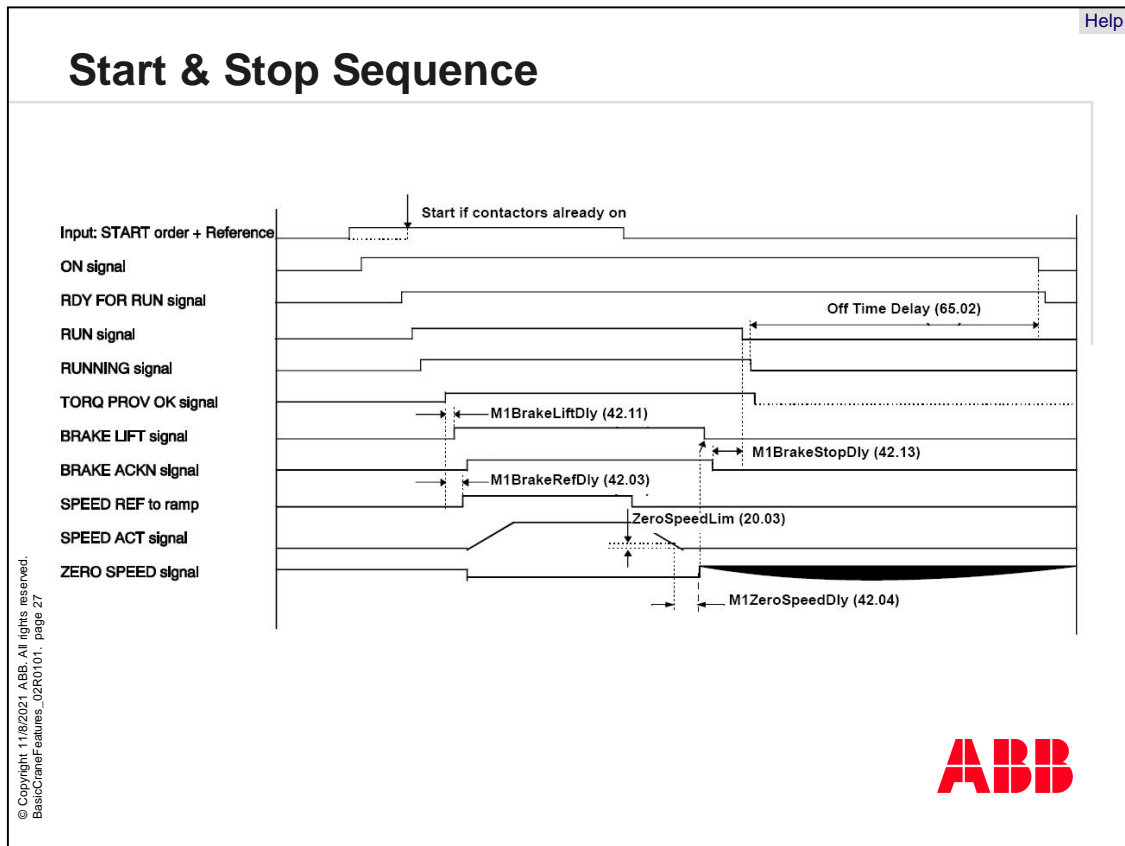 Help
Start & Stop Sequence
Start if contactors already on
Input: START order + Reference
ON signal
RDY FOR RUN signal
Off Time Delay (65.02)
RUN signal
RUNNING signal
TORQ PROV OK signal
M1BrakeLiftDly (42.11)
BRAKE LIFT signal
M1BrakeStopDly (42.13)
BRAKE ACKN signal
M1BrakeRefDly (42.03)
SPEED REF to ramp
ZeroSpeedLim (20.03)
SPEED ACT signal
ZERO SPEED signal
M1ZeroSpeedDly (42.04)
© Copyright 11/8/2021 ABB. All rights reserved.
BasicCraneFeatures_02R0101. page 27
ABB